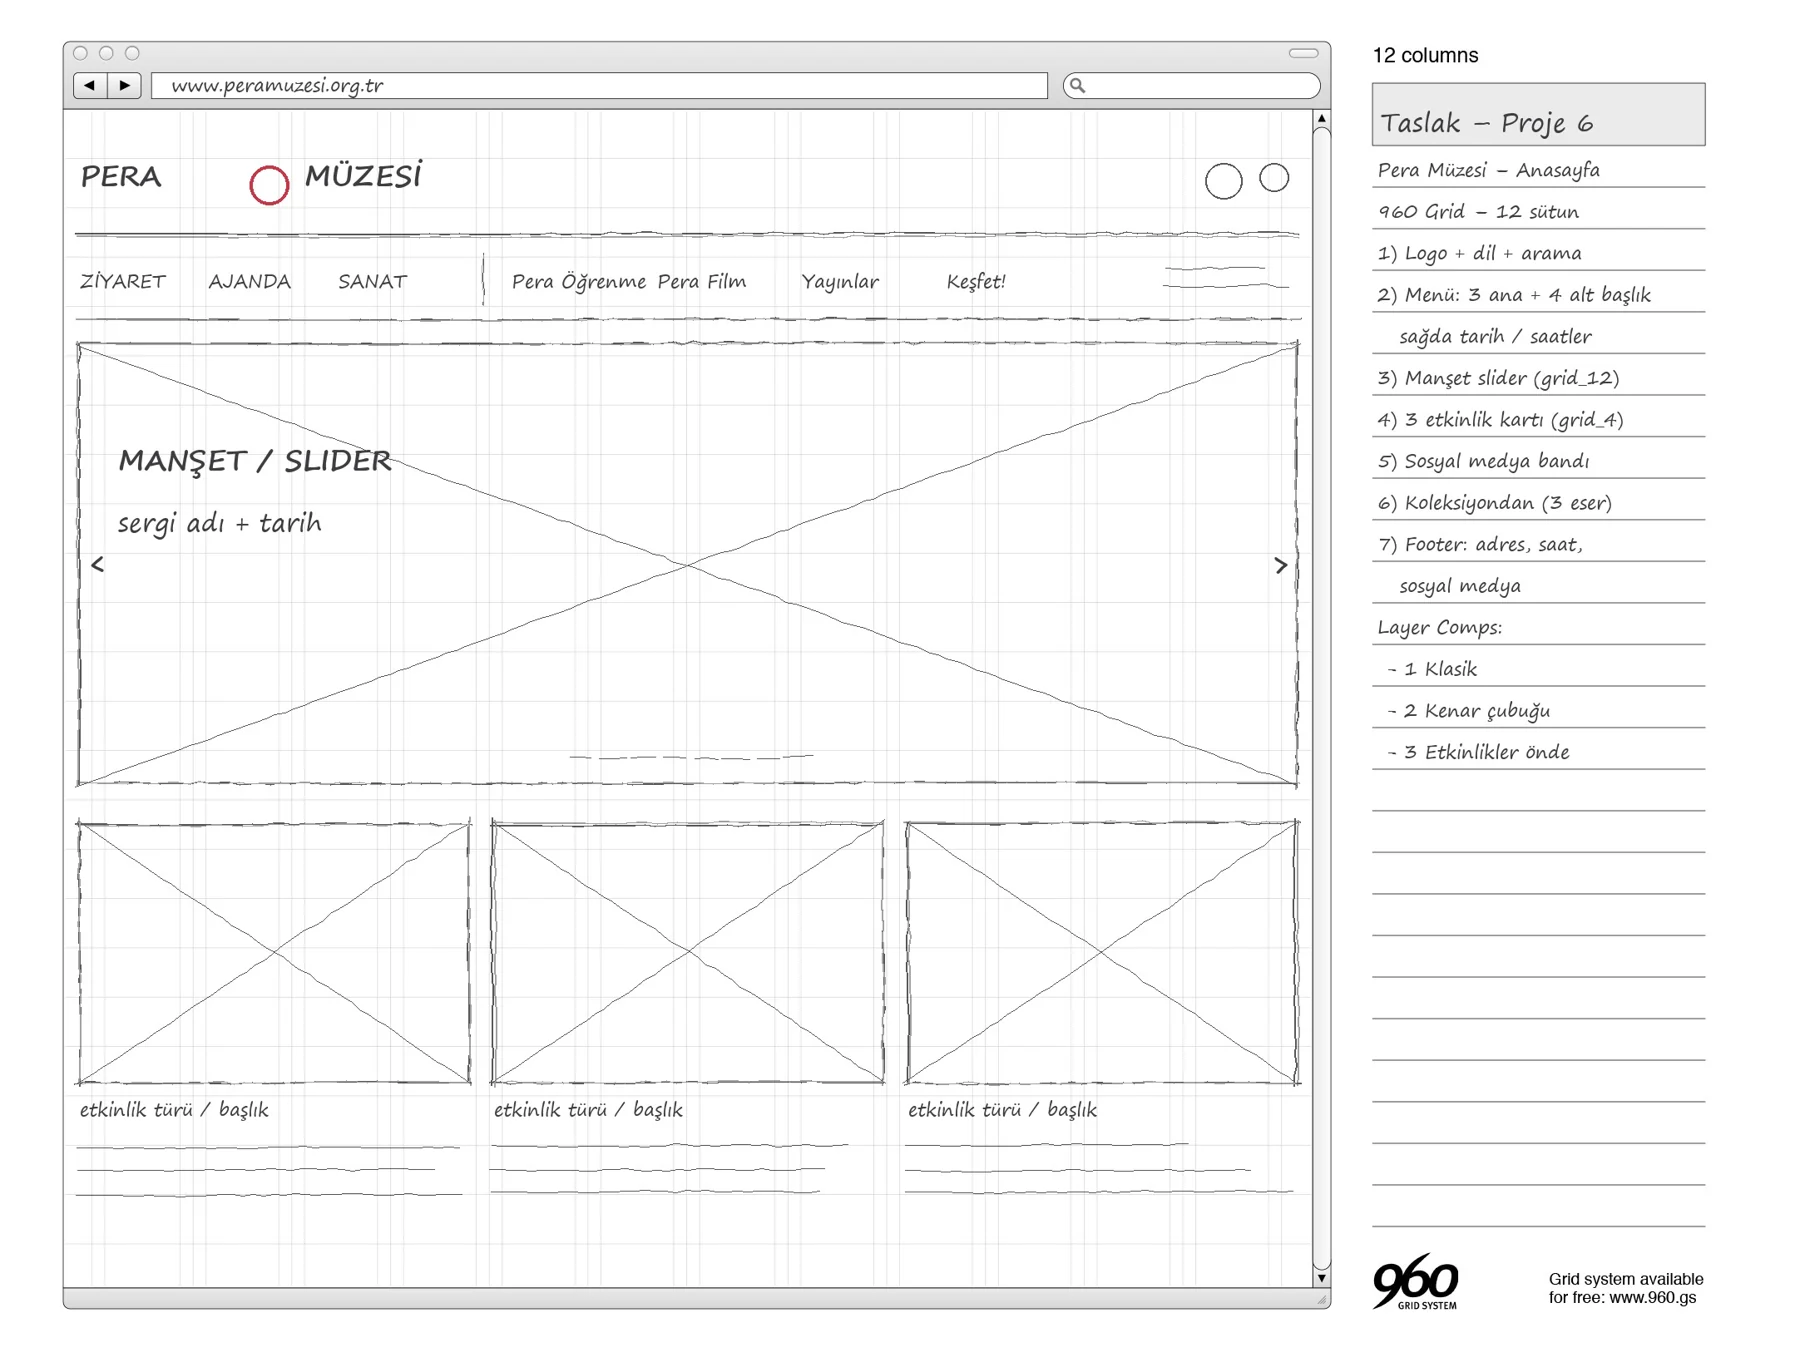 www.peramuzesi.org.tr
PERA MÜZESİ
ZİYARET AJANDA SANAT Pera Öğrenme Pera Film Yayınlar Keşfet!
MANŞET / SLIDER
sergi adı + tarih
< >
etkinlik türü / başlık etkinlik türü / başlık etkinlik türü / başlık
12 columns
Taslak – Proje 6
Pera Müzesi – Anasayfa
960 Grid – 12 sütun
1) Logo + dil + arama
2) Menü: 3 ana + 4 alt başlık
sağda tarih / saatler
3) Manşet slider (grid_12)
4) 3 etkinlik kartı (grid_4)
5) Sosyal medya bandı
6) Koleksiyondan (3 eser)
7) Footer: adres, saat,
sosyal medya
Layer Comps:
- 1 Klasik
- 2 Kenar çubuğu
- 3 Etkinlikler önde
960
GRID SYSTEM
Grid system available
for free: www.960.gs